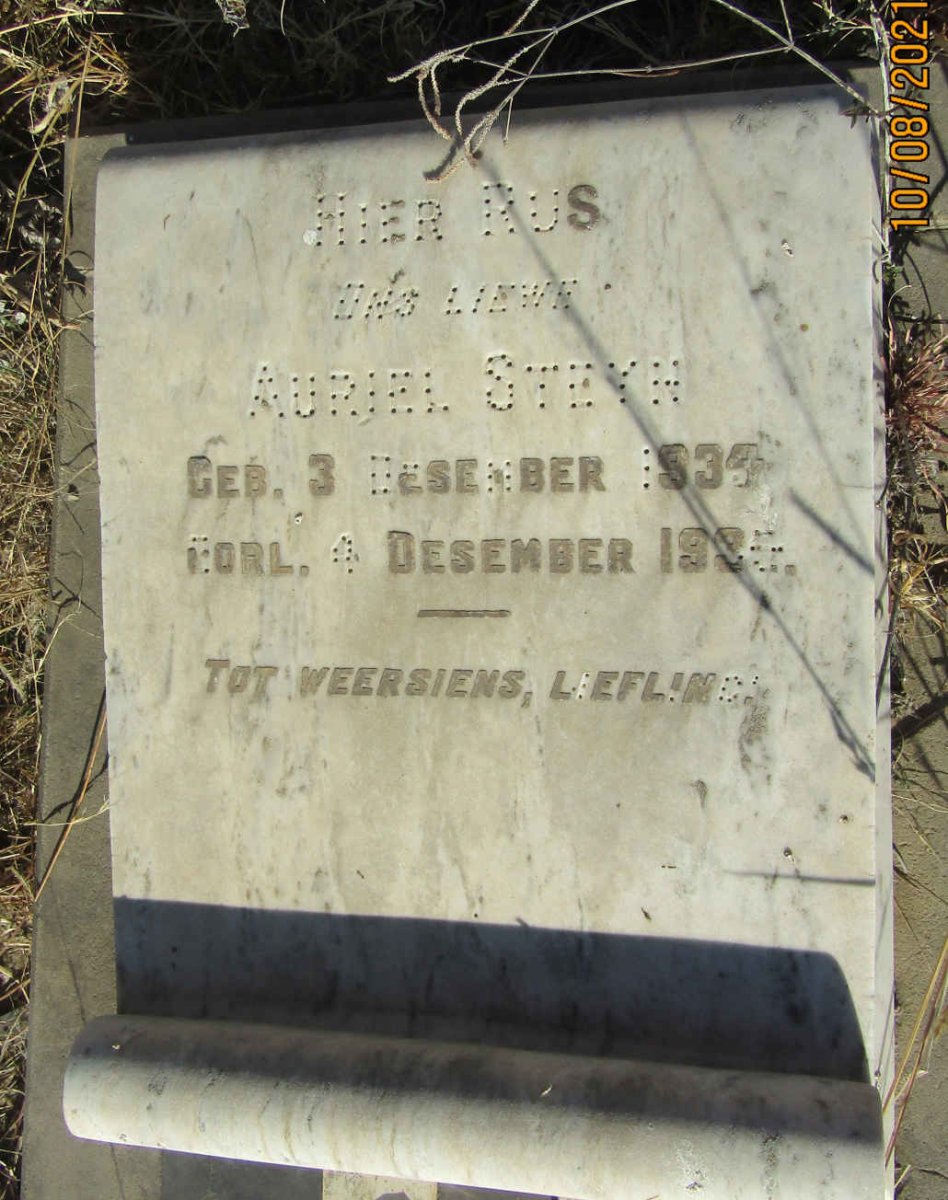 HIER RUS
ONS LIEWE
AURIEL STEYN
GEB. 3 DESEMBER 1934
OORL. 4 DESEMBER
TOT WEERSIENS, LIEFLING.
10/08/2021